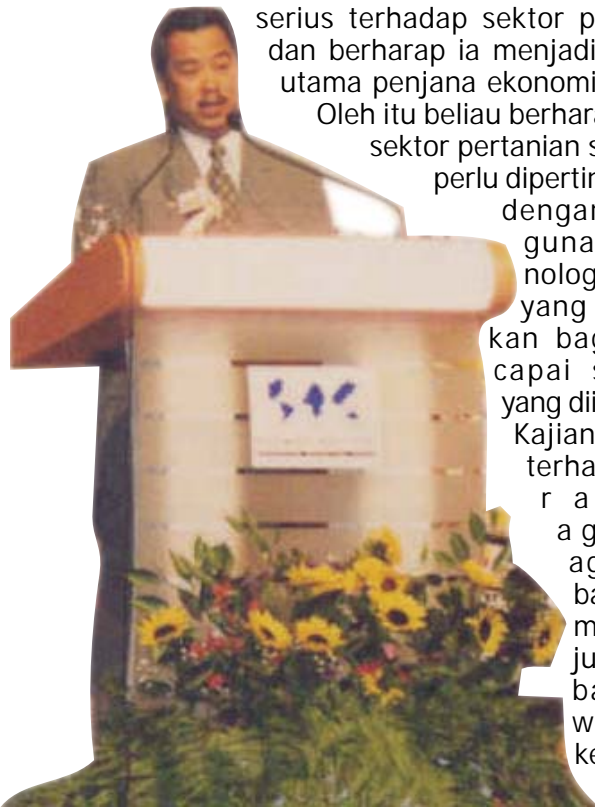 serius terhadap sektor p
dan berharap ia menjadi
utama penjana ekonomi
Oleh itu beliau berhara
sektor pertanian s
perlu dipertin
dengan
guna
nolog
yang
kan bag
capai s
yang dii
Kajian
terha
r a
a g
ag
ba
m
ju
ba
w
ke